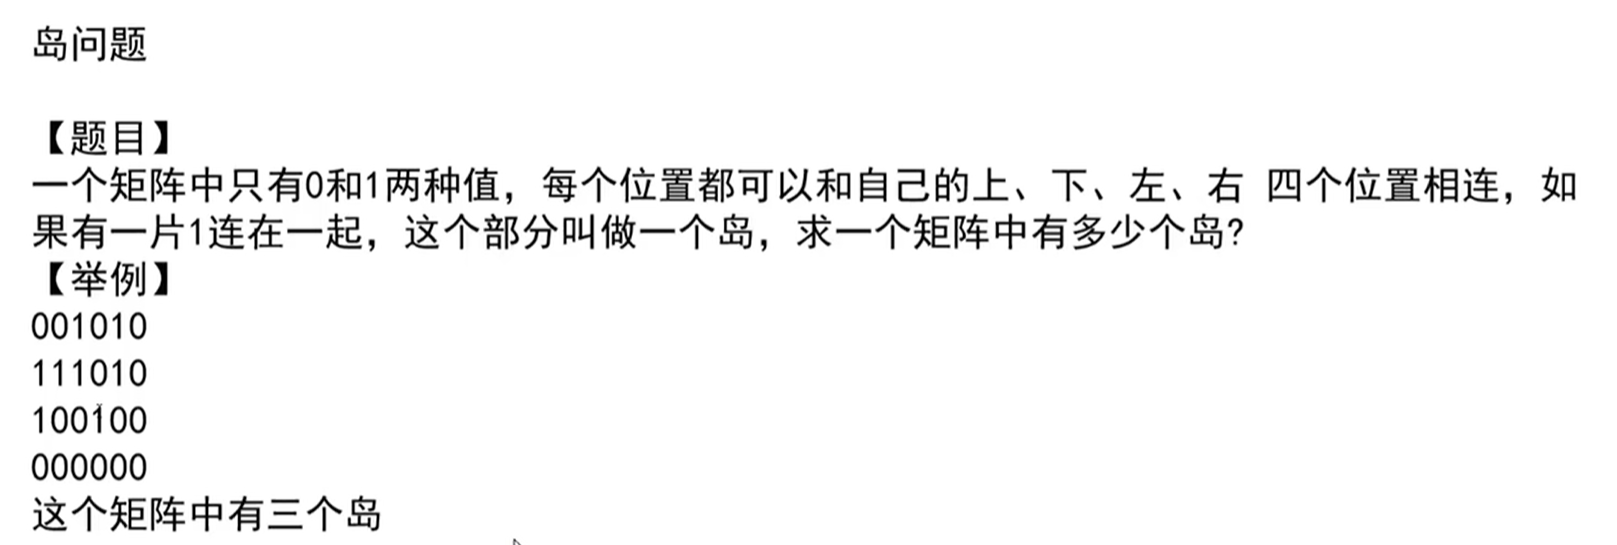 岛问题
【题目】
一个矩阵中只有0和1两种值，每个位置都可以和自己的上、下、左、右 四个位置相连，如
果有一片1连在一起，这个部分叫做一个岛，求一个矩阵中有多少个岛?
【举例】
001010
111010
100100
000000
这个矩阵中有三个岛